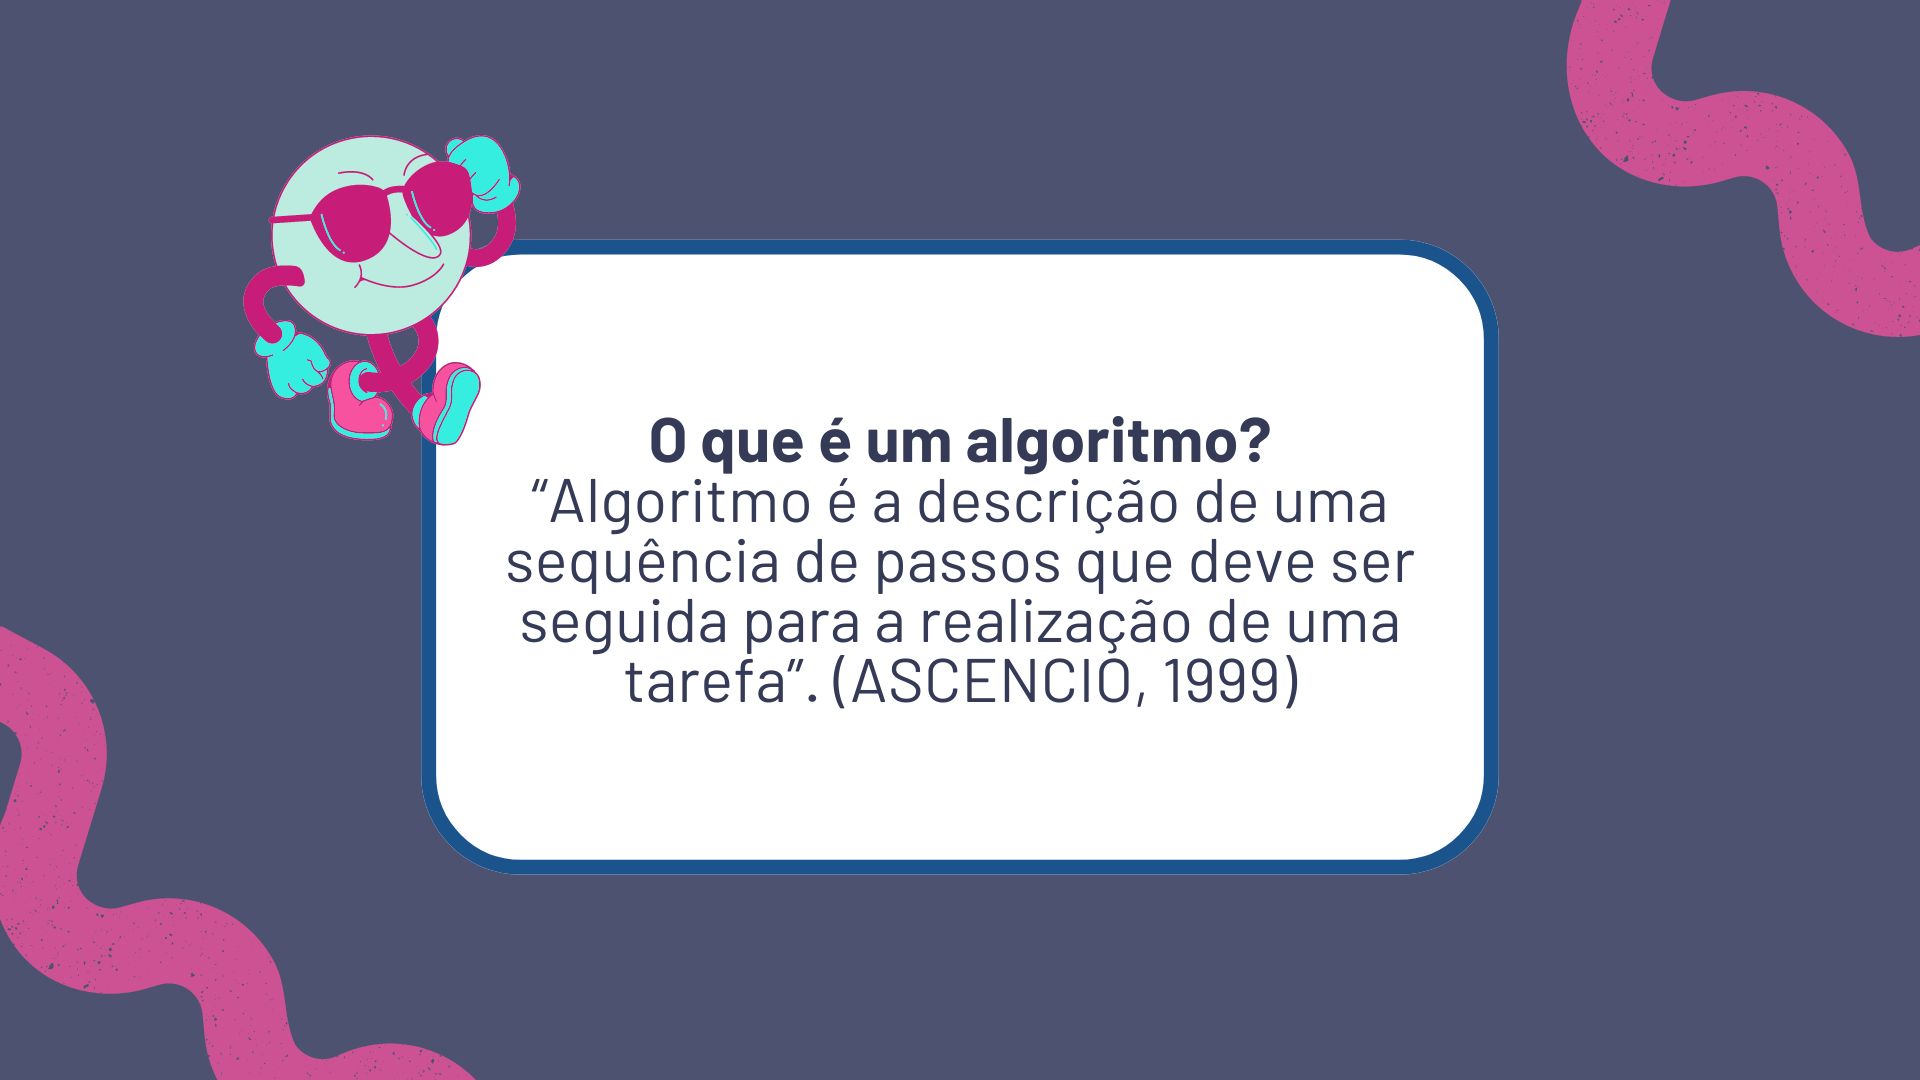 O que é um algoritmo?
“Algoritmo é a descrição de uma
sequência de passos que deve ser
seguida para a realização de uma
tarefa”. (ASCENCIO, 1999)